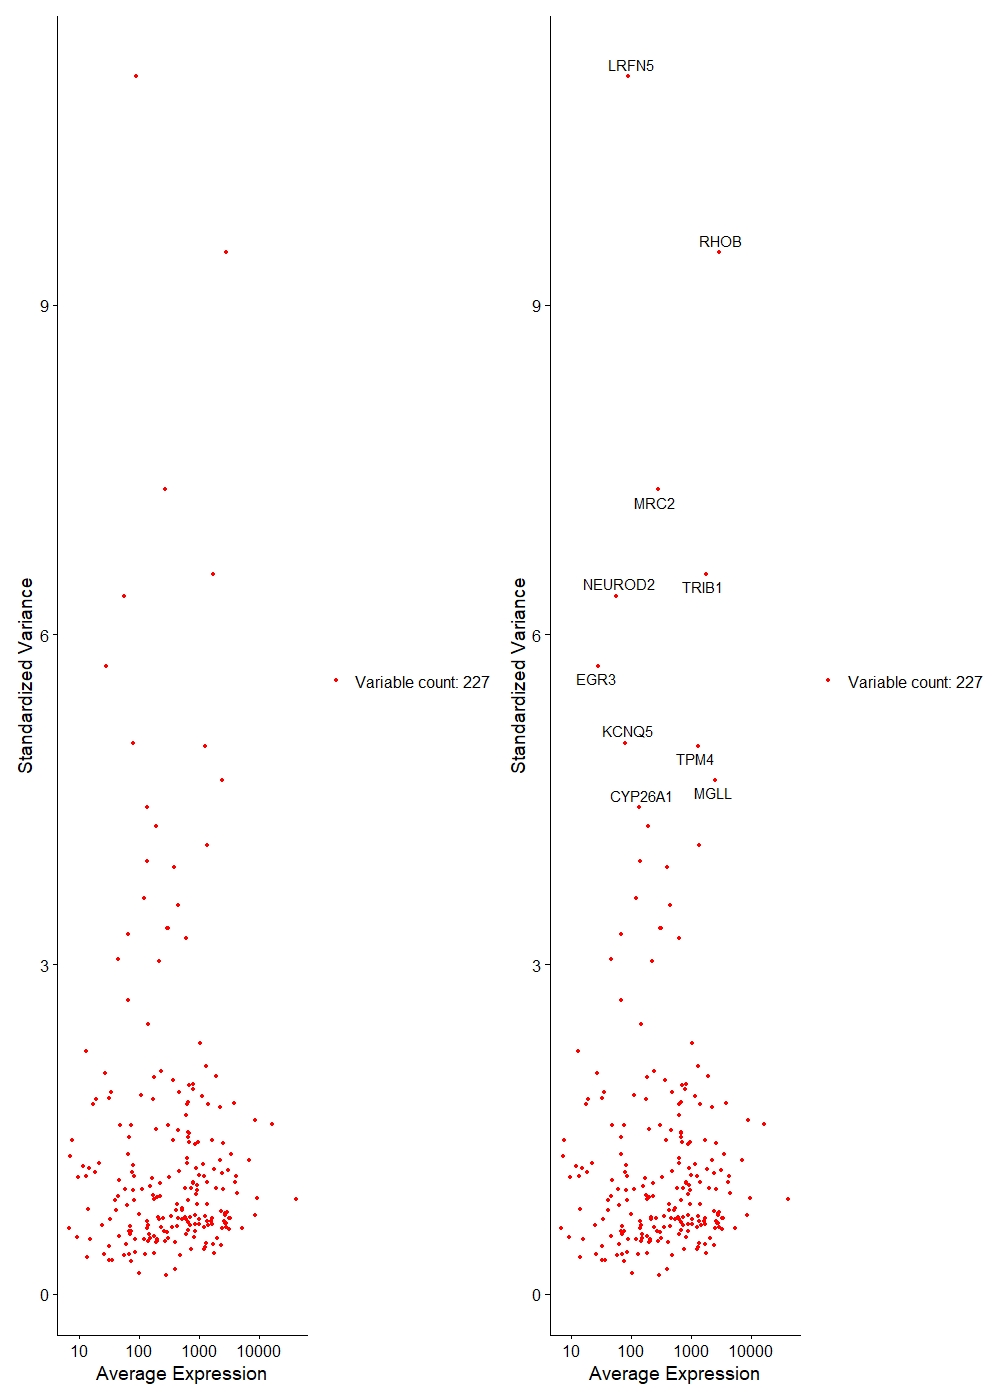 9
6
3
0
Standardized Variance
10 100 1000 10000
Average Expression
Variable count: 227
LRFN5
RHOB
MRC2
NEUROD2
TRIB1
EGR3
KCNQ5
TPM4
CYP26A1
MGLL
9
6
3
0
Standardized Variance
10 100 1000 10000
Average Expression
Variable count: 227